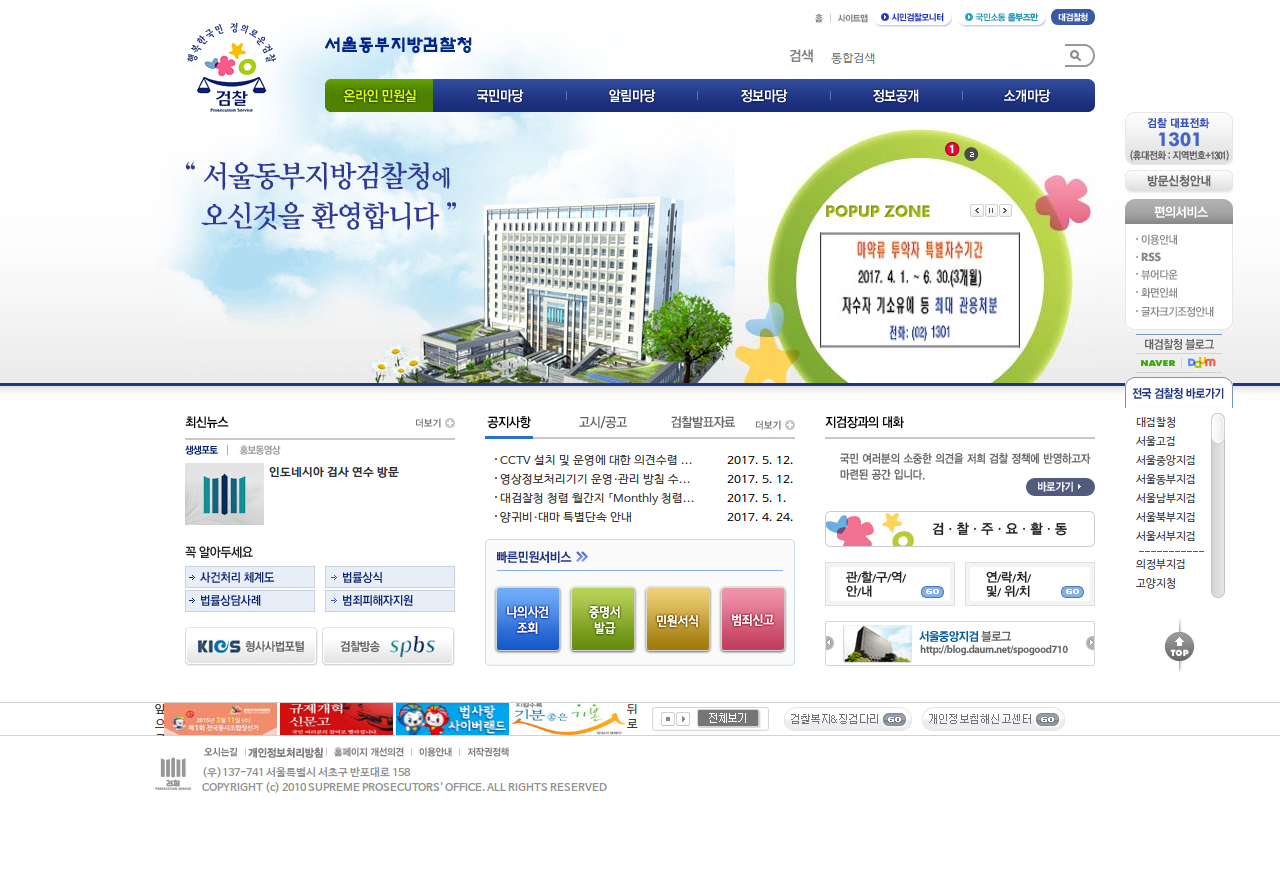 홈 사이트맵 시민검찰모니터 국민소통 옴부즈만 대검찰청
행복한국민 정의로운검찰
검찰
Prosecution Service
서울동부지방검찰청
검색 통합검색
온라인 민원실 국민마당 알림마당 정보마당 정보공개 소개마당
“ 서울동부지방검찰청에
오신것을 환영합니다 ”
1 2
POPUP ZONE
마약류 투약자 특별자수기간
2017. 4. 1. ~ 6. 30.(3개월)
자수자 기소유예 등 최대 관용처분
전화: (02) 1301
검찰 대표전화
1301
(휴대전화 : 지역번호+1301)
방문신청안내
편의서비스
· 이용안내
· RSS
· 뷰어다운
· 화면인쇄
· 글자크기조정안내
대검찰청 블로그
NAVER Daum
전국 검찰청 바로가기
대검찰청
서울고검
서울중앙지검
서울동부지검
서울남부지검
서울북부지검
서울서부지검
------------
의정부지검
고양지청
TOP
최신뉴스 더보기
생생포토 홍보동영상
인도네시아 검사 연수 방문
꼭 알아두세요
사건처리 체계도 법률상식
법률상담사례 범죄피해자지원
KICS 형사사법포털 검찰방송 spbs
공지사항 고시/공고 검찰발표자료 더보기
· CCTV 설치 및 운영에 대한 의견수렴 ... 2017. 5. 12.
· 영상정보처리기기 운영·관리 방침 수... 2017. 5. 12.
· 대검찰청 청렴 월간지 「Monthly 청렴... 2017. 5. 1.
· 양귀비·대마 특별단속 안내 2017. 4. 24.
빠른민원서비스
나의사건
조회
증명서
발급
민원서식
범죄신고
지검장과의 대화
국민 여러분의 소중한 의견을 저희 검찰 정책에 반영하고자
마련된 공간 입니다.
바로가기
검·찰·주·요·활·동
관/할/구/역/
안/내 GO
연/락/처/
및/ 위/치 GO
서울중앙지검 블로그
http://blog.daum.net/spogood710
앞
으
2015년 3월 11일 (수)
제1회 전국동시조합장선거
규제개혁
신문고
법사랑
사이버랜드
기분좋은 기본
뒤
로
전체보기
검찰복지&징검다리 GO
개인정보침해신고센터 GO
오시는길 개인정보처리방침 홈페이지 개선의견 이용안내 저작권정책
검찰
PROSECUTION SERVICE
(우)137-741 서울특별시 서초구 반포대로 158
COPYRIGHT (c) 2010 SUPREME PROSECUTORS' OFFICE. ALL RIGHTS RESERVED